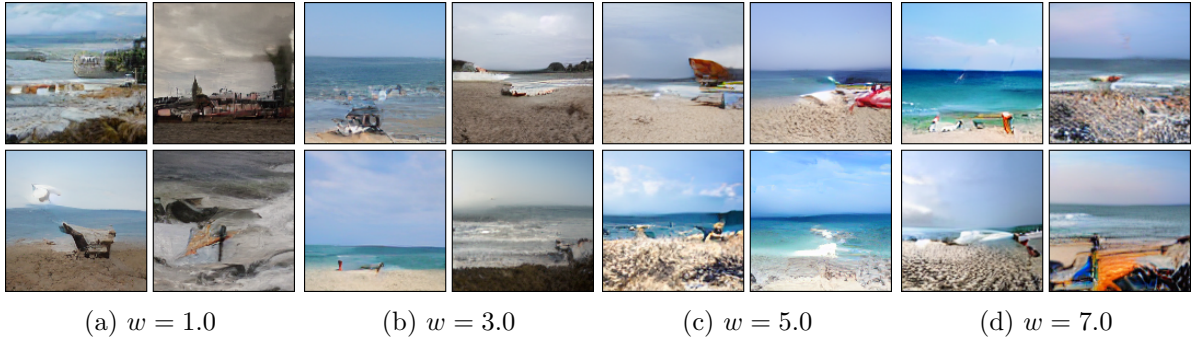 (a) w = 1.0
(b) w = 3.0
(c) w = 5.0
(d) w = 7.0